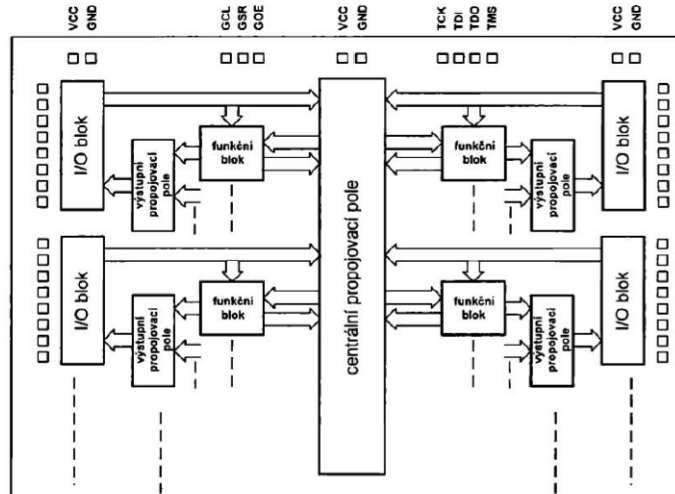 VCC
GND
GCL
GSR
GOE
VCC
GND
TCK
TDI
TDO
TMS
VCC
GND
I/O blok
výstupní
propojovací
pole
funkční
blok
centrální propojovací pole
funkční
blok
výstupní
propojovací
pole
I/O blok
I/O blok
výstupní
propojovací
pole
funkční
blok
funkční
blok
výstupní
propojovací
pole
I/O blok